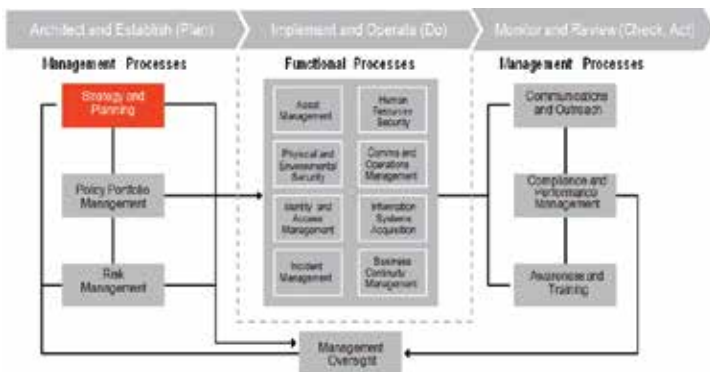 Architect and Establish (Plan)
Implement and Operate (Do)
Monitor and Review (Check, Act)
Management Processes
Functional Processes
Management Processes
Strategy and
Planning
Policy Portfolio
Management
Risk
Management
Asset
Management
Human
Resources
Security
Physical and
Environmental
Security
Comms and
Operations
Management
Identity and
Access
Management
Information
Systems
Acquisition
Incident
Management
Business
Continuity
Management
Communications
and Outreach
Compliance and
Performance
Management
Awareness and
Training
Management
Oversight